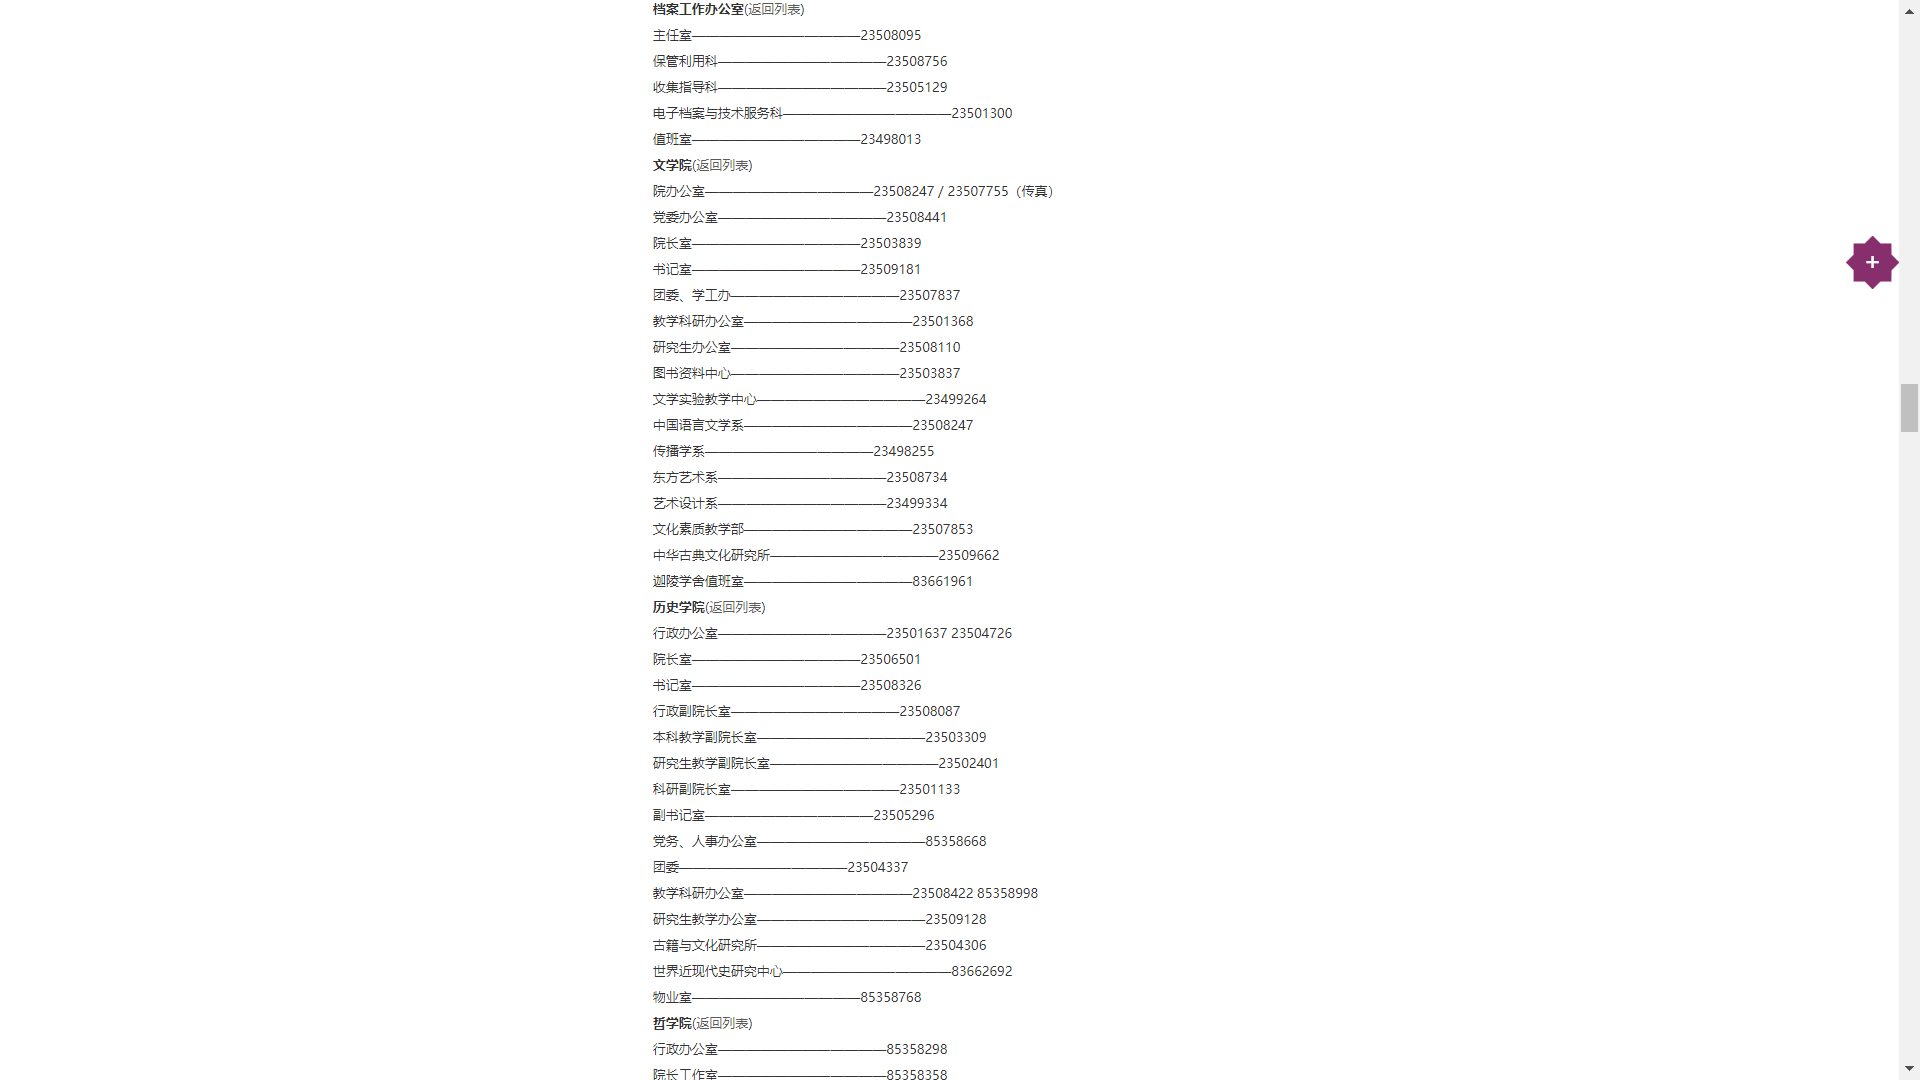 档案工作办公室(返回列表)
主任室—————————————23508095
保管利用科—————————————23508756
收集指导科—————————————23505129
电子档案与技术服务科—————————————23501300
值班室—————————————23498013
文学院(返回列表)
院办公室—————————————23508247 / 23507755（传真）
党委办公室—————————————23508441
院长室—————————————23503839
书记室—————————————23509181
团委、学工办—————————————23507837
教学科研办公室—————————————23501368
研究生办公室—————————————23508110
图书资料中心—————————————23503837
文学实验教学中心—————————————23499264
中国语言文学系—————————————23508247
传播学系—————————————23498255
东方艺术系—————————————23508734
艺术设计系—————————————23499334
文化素质教学部—————————————23507853
中华古典文化研究所—————————————23509662
迦陵学舍值班室—————————————83661961
历史学院(返回列表)
行政办公室—————————————23501637 23504726
院长室—————————————23506501
书记室—————————————23508326
行政副院长室—————————————23508087
本科教学副院长室—————————————23503309
研究生教学副院长室—————————————23502401
科研副院长室—————————————23501133
副书记室—————————————23505296
党务、人事办公室—————————————85358668
团委—————————————23504337
教学科研办公室—————————————23508422 85358998
研究生教学办公室—————————————23509128
古籍与文化研究所—————————————23504306
世界近现代史研究中心—————————————83662692
物业室—————————————85358768
哲学院(返回列表)
行政办公室—————————————85358298
院长工作室—————————————85358358
+